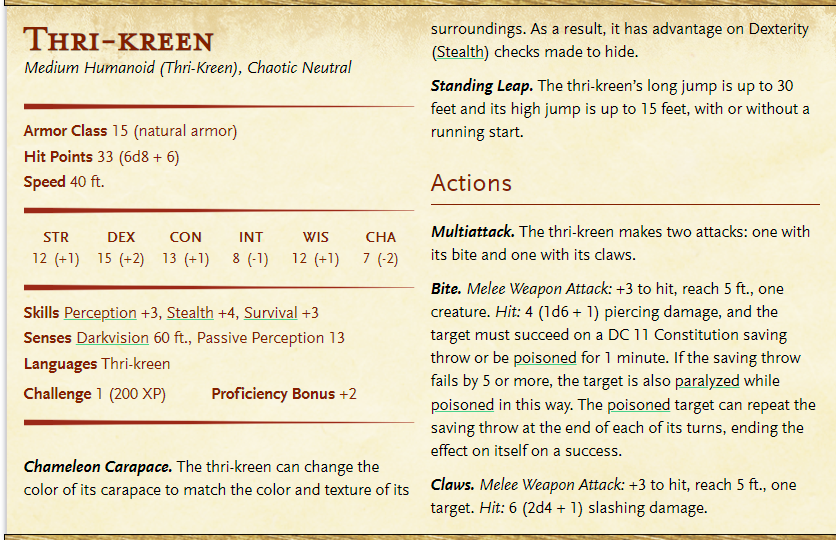 THRI-KREEN
Medium Humanoid (Thri-Kreen), Chaotic Neutral
Armor Class 15 (natural armor)
Hit Points 33 (6d8 + 6)
Speed 40 ft.
STR DEX CON INT WIS CHA
12 (+1) 15 (+2) 13 (+1) 8 (-1) 12 (+1) 7 (-2)
Skills Perception +3, Stealth +4, Survival +3
Senses Darkvision 60 ft., Passive Perception 13
Languages Thri-kreen
Challenge 1 (200 XP) Proficiency Bonus +2
Chameleon Carapace. The thri-kreen can change the
color of its carapace to match the color and texture of its
surroundings. As a result, it has advantage on Dexterity
(Stealth) checks made to hide.
Standing Leap. The thri-kreen's long jump is up to 30
feet and its high jump is up to 15 feet, with or without a
running start.
Actions
Multiattack. The thri-kreen makes two attacks: one with
its bite and one with its claws.
Bite. Melee Weapon Attack: +3 to hit, reach 5 ft., one
creature. Hit: 4 (1d6 + 1) piercing damage, and the
target must succeed on a DC 11 Constitution saving
throw or be poisoned for 1 minute. If the saving throw
fails by 5 or more, the target is also paralyzed while
poisoned in this way. The poisoned target can repeat the
saving throw at the end of each of its turns, ending the
effect on itself on a success.
Claws. Melee Weapon Attack: +3 to hit, reach 5 ft., one
target. Hit: 6 (2d4 + 1) slashing damage.